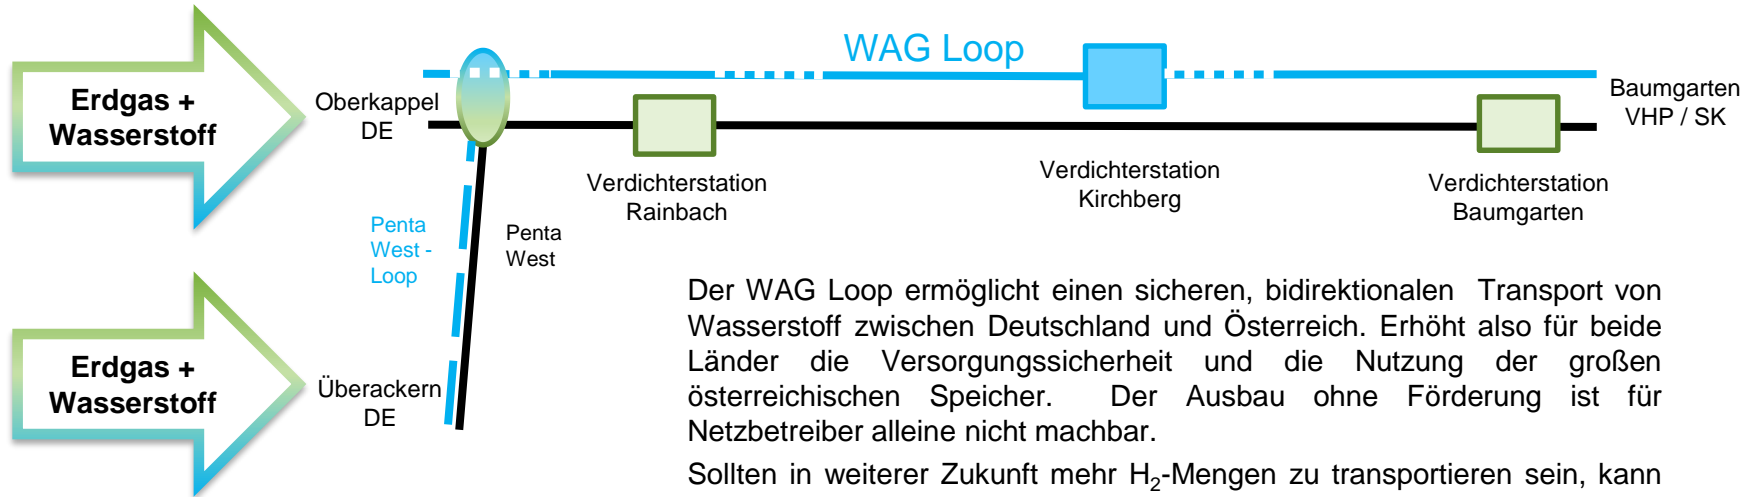 WAG Loop
Erdgas +
Wasserstoff
Oberkappel
DE
Baumgarten
VHP / SK
Verdichterstation
Rainbach
Verdichterstation
Kirchberg
Verdichterstation
Baumgarten
Penta
West -
Loop
Penta
West
Erdgas +
Wasserstoff
Überackern
DE
Der WAG Loop ermöglicht einen sicheren, bidirektionalen Transport von
Wasserstoff zwischen Deutschland und Österreich. Erhöht also für beide
Länder die Versorgungssicherheit und die Nutzung der großen
österreichischen Speicher. Der Ausbau ohne Förderung ist für
Netzbetreiber alleine nicht machbar.
Sollten in weiterer Zukunft mehr H₂-Mengen zu transportieren sein, kann